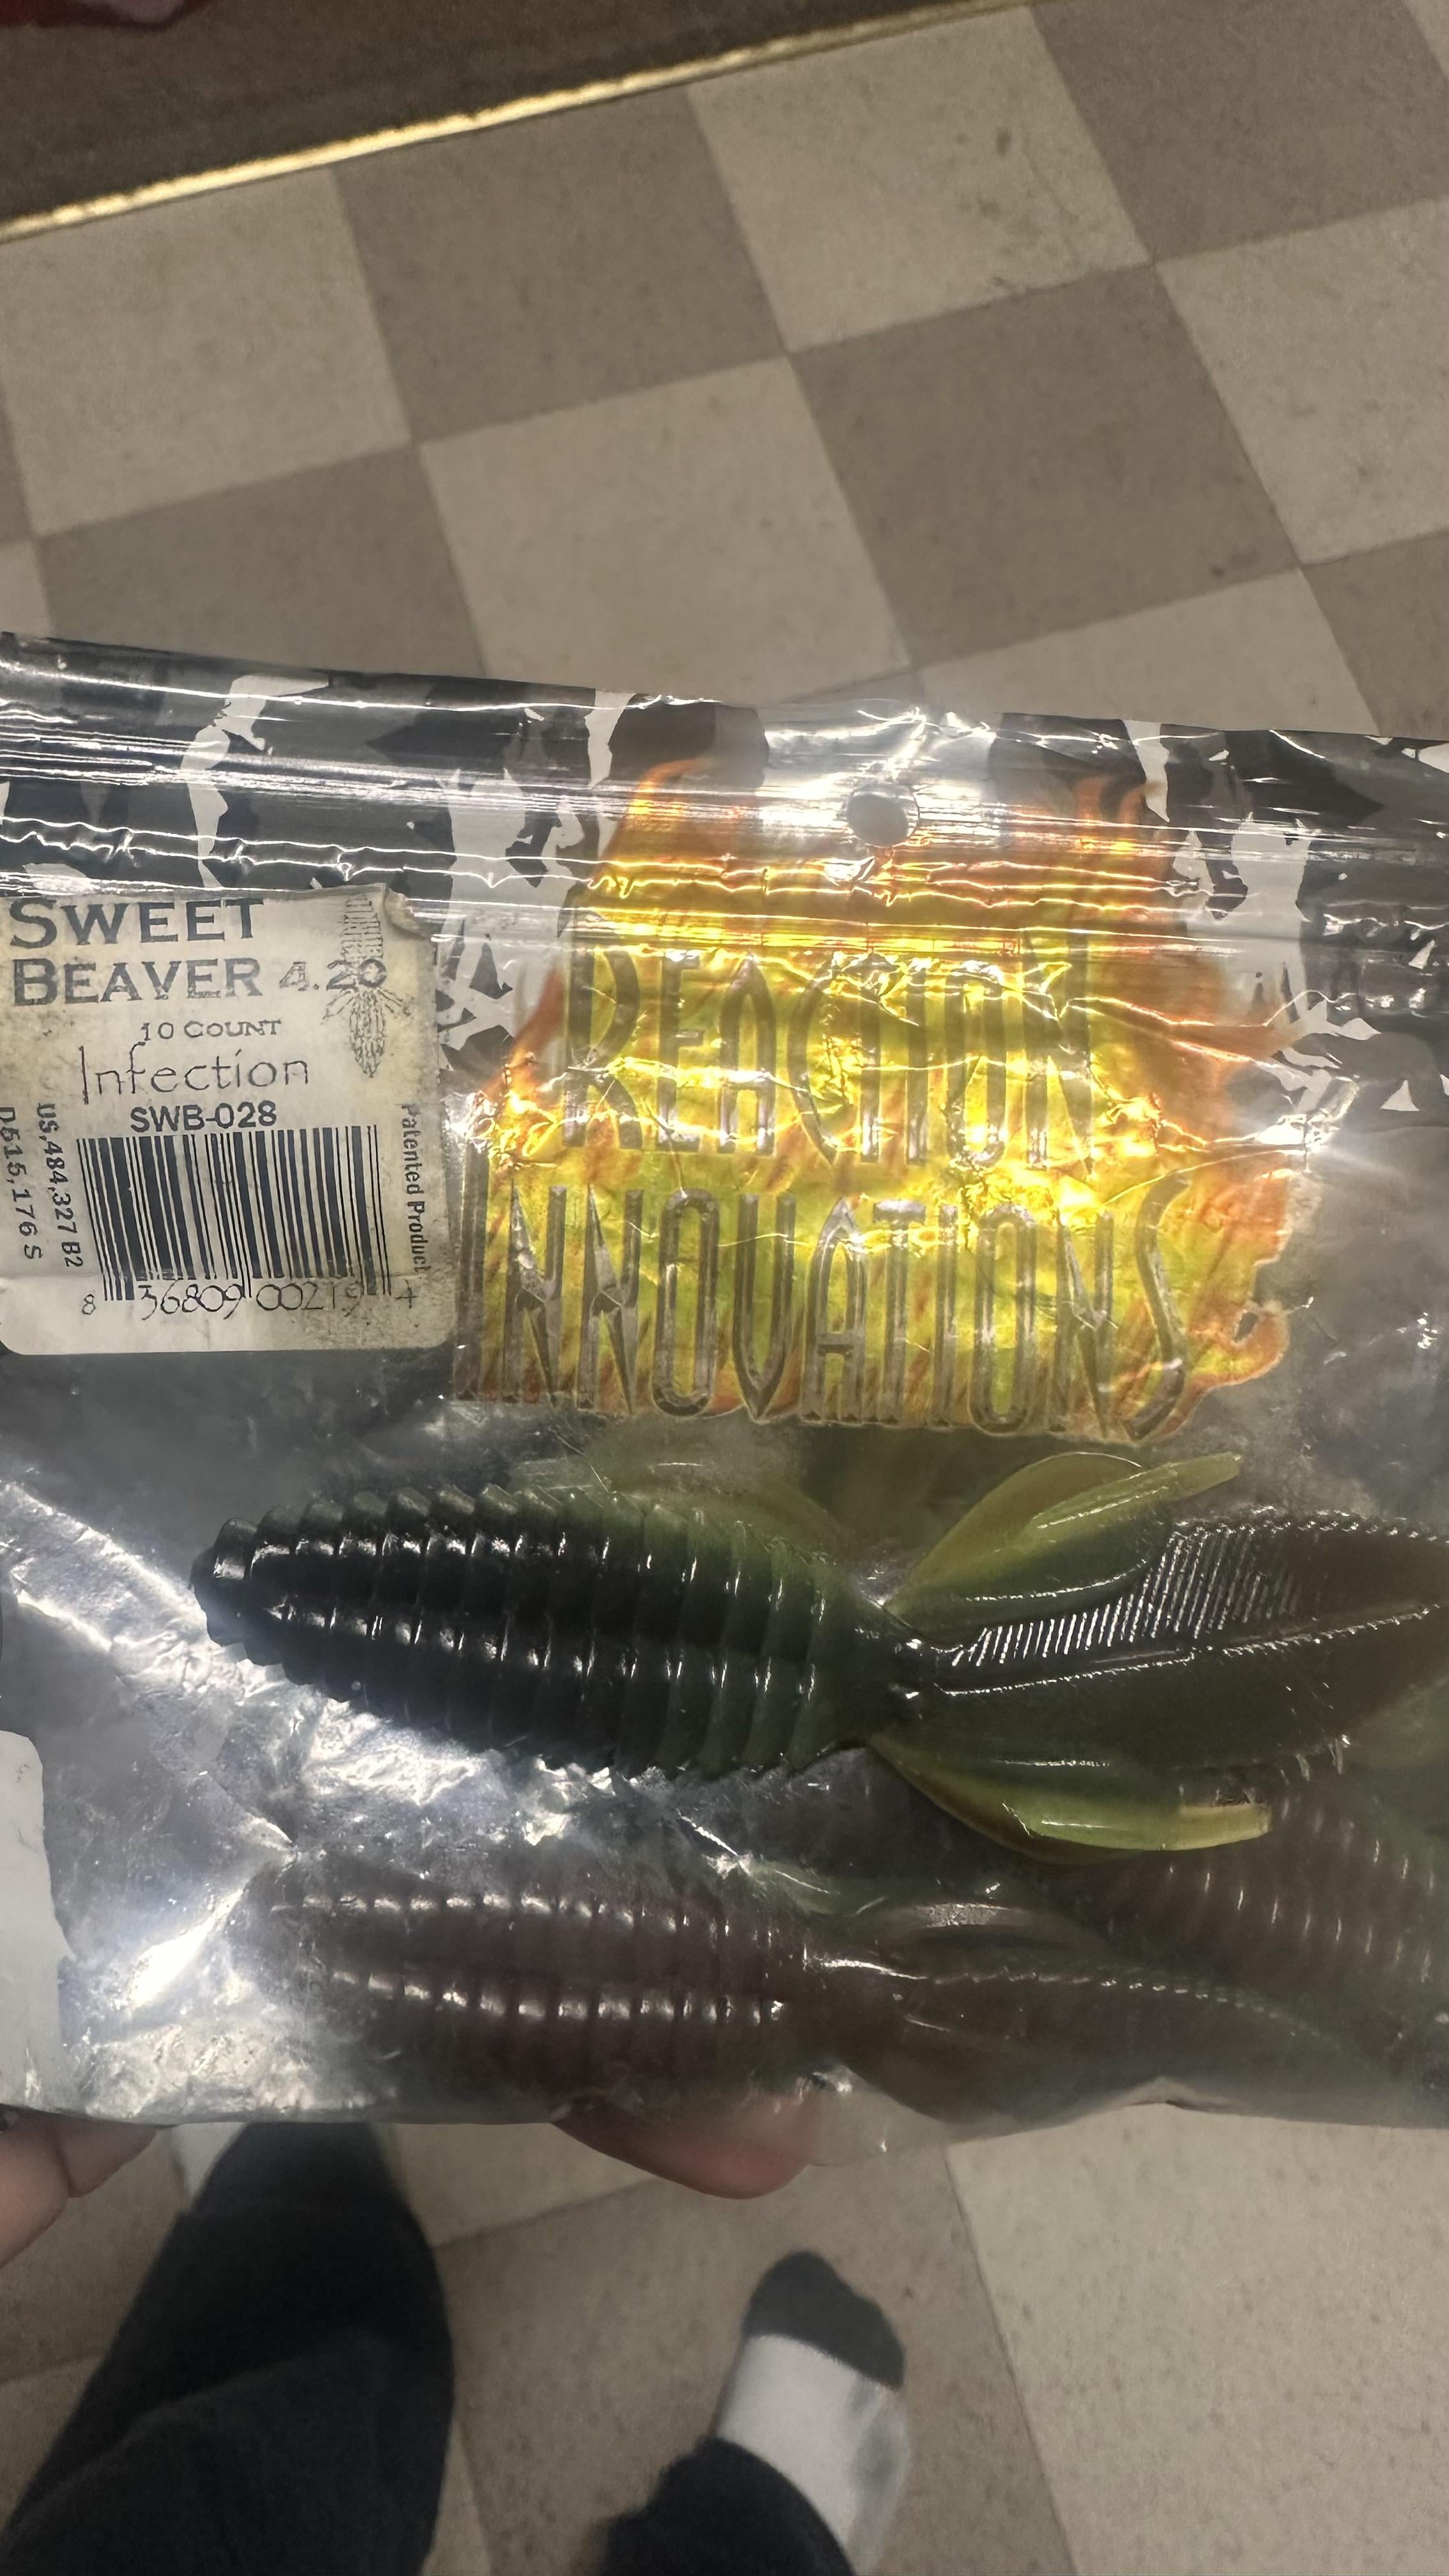 SWEET
BEAVER 4.20
10 COUNT
Infection
SWB-028
US,484,327 B2
D615,176 S
Patented Product
8 36809 00219 4
REACTION
INNOVATIONS